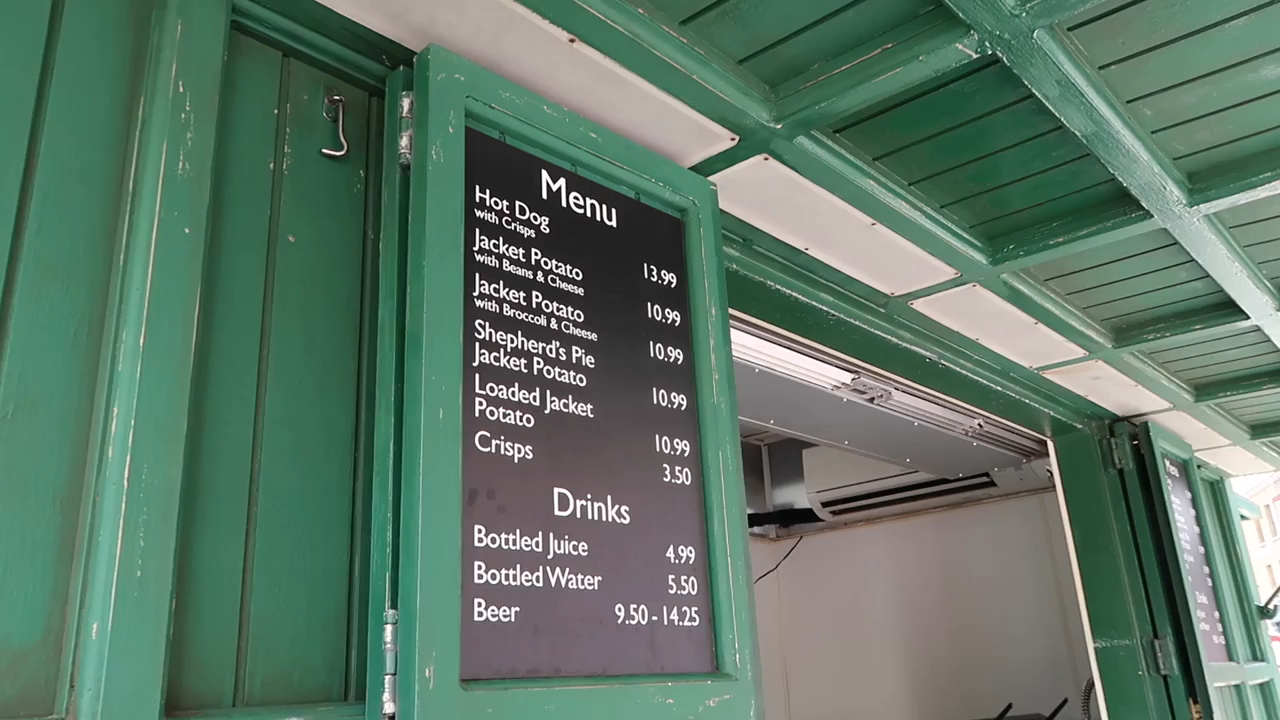 Menu
Hot Dog
with Crisps 13.99
Jacket Potato
with Beans & Cheese 10.99
Jacket Potato
with Broccoli & Cheese 10.99
Shepherd's Pie
Jacket Potato 10.99
Loaded Jacket
Potato 10.99
Crisps 3.50
Drinks
Bottled Juice 4.99
Bottled Water 5.50
Beer 9.50 - 14.25
Menu